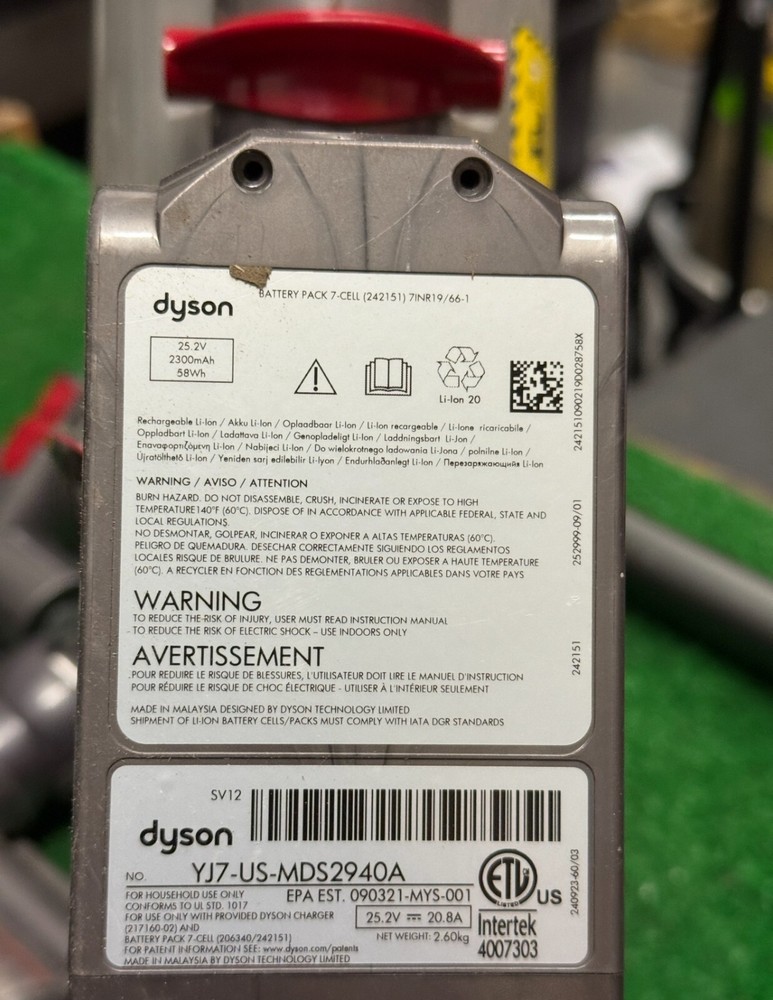 dyson
BATTERY PACK 7-CELL (242151) 7INR19/66-1
25.2V
2300mAh
58Wh
Li-Ion 20
242151090219D028758X
Rechargeable Li-Ion / Akku Li-Ion / Oplaadbaar Li-Ion / Li-Ion recargeable / Li-Ione ricaricabile /
Oppladbart Li-Ion / Ladattava Li-Ion / Genopladeligt Li-Ion / Laddningsbart Li-Jon /
Επαναφορτιζόμενη Li-Ion / Nabíjecí Li-Ion / Do wielokrotnego ładowania Li-Jona / polnilne Li-Ion /
Újratölthető Li-Ion / Yeniden sarj edilebilir Li-Iyon / Endurhlaðanlegt Li-Ion / Перезаряжающийся Li-Ion
WARNING / AVISO / ATTENTION
BURN HAZARD. DO NOT DISASSEMBLE, CRUSH, INCINERATE OR EXPOSE TO HIGH
TEMPERATURE140°F (60°C). DISPOSE OF IN ACCORDANCE WITH APPLICABLE FEDERAL, STATE AND
LOCAL REGULATIONS.
NO DESMONTAR, GOLPEAR, INCINERAR O EXPONER A ALTAS TEMPERATURAS (60°C).
PELIGRO DE QUEMADURA. DESECHAR CORRECTAMENTE SIGUIENDO LOS REGLAMENTOS
LOCALES RISQUE DE BRULURE. NE PAS DEMONTER, BRULER OU EXPOSER A HAUTE TEMPERATURE
(60°C). A RECYCLER EN FONCTION DES REGLEMENTATIONS APPLICABLES DANS VOTRE PAYS
252999-09/01
WARNING
TO REDUCE THE RISK OF INJURY, USER MUST READ INSTRUCTION MANUAL
TO REDUCE THE RISK OF ELECTRIC SHOCK – USE INDOORS ONLY
AVERTISSEMENT
POUR REDUIRE LE RISQUE DE BLESSURES, L'UTILISATEUR DOIT LIRE LE MANUEL D'INSTRUCTION
POUR RÉDUIRE LE RISQUE DE CHOC ÉLECTRIQUE - UTILISER À L'INTÉRIEUR SEULEMENT
242151
MADE IN MALAYSIA DESIGNED BY DYSON TECHNOLOGY LIMITED
SHIPMENT OF LI-ION BATTERY CELLS/PACKS MUST COMPLY WITH IATA DGR STANDARDS
SV12
dyson
NO. YJ7-US-MDS2940A
FOR HOUSEHOLD USE ONLY
CONFORMS TO UL STD. 1017
FOR USE ONLY WITH PROVIDED DYSON CHARGER
(217160-02) AND
BATTERY PACK 7-CELL (206340/242151)
FOR PATENT INFORMATION SEE: www.dyson.com/patents
MADE IN MALAYSIA BY DYSON TECHNOLOGY LIMITED
EPA EST. 090321-MYS-001
25.2V ⎓ 20.8A
NET WEIGHT: 2.60kg
ETL
LISTED
US
Intertek
4007303
240923-60/03